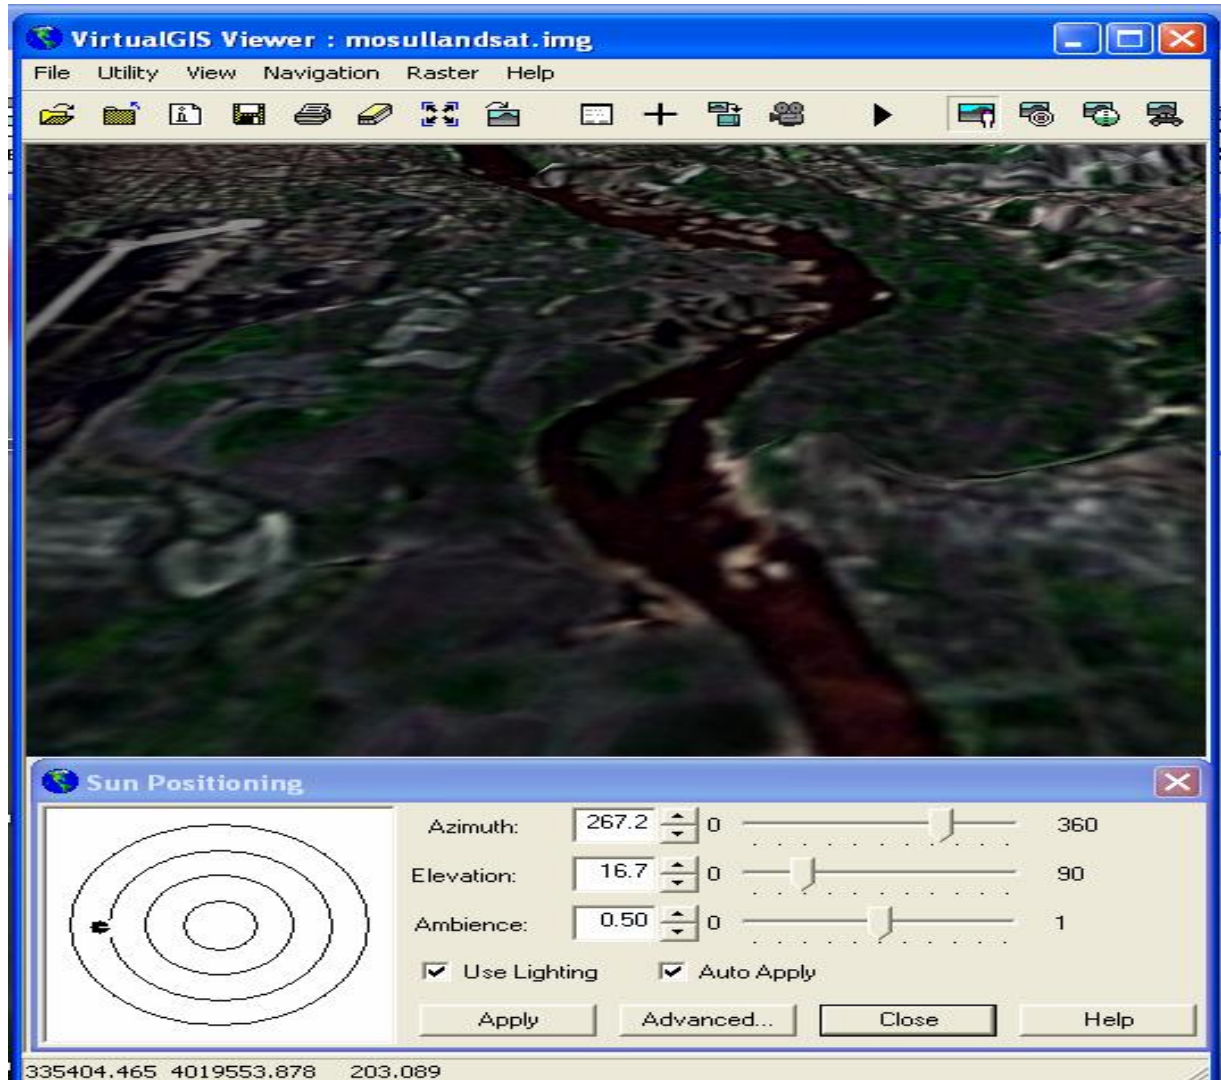 VirtualGIS Viewer : mosullandsat.img
File Utility View Navigation Raster Help
Sun Positioning
Azimuth: 267.2 0 360
Elevation: 16.7 0 90
Ambience: 0.50 0 1
Use Lighting Auto Apply
Apply Advanced... Close Help
335404.465 4019553.878 203.089